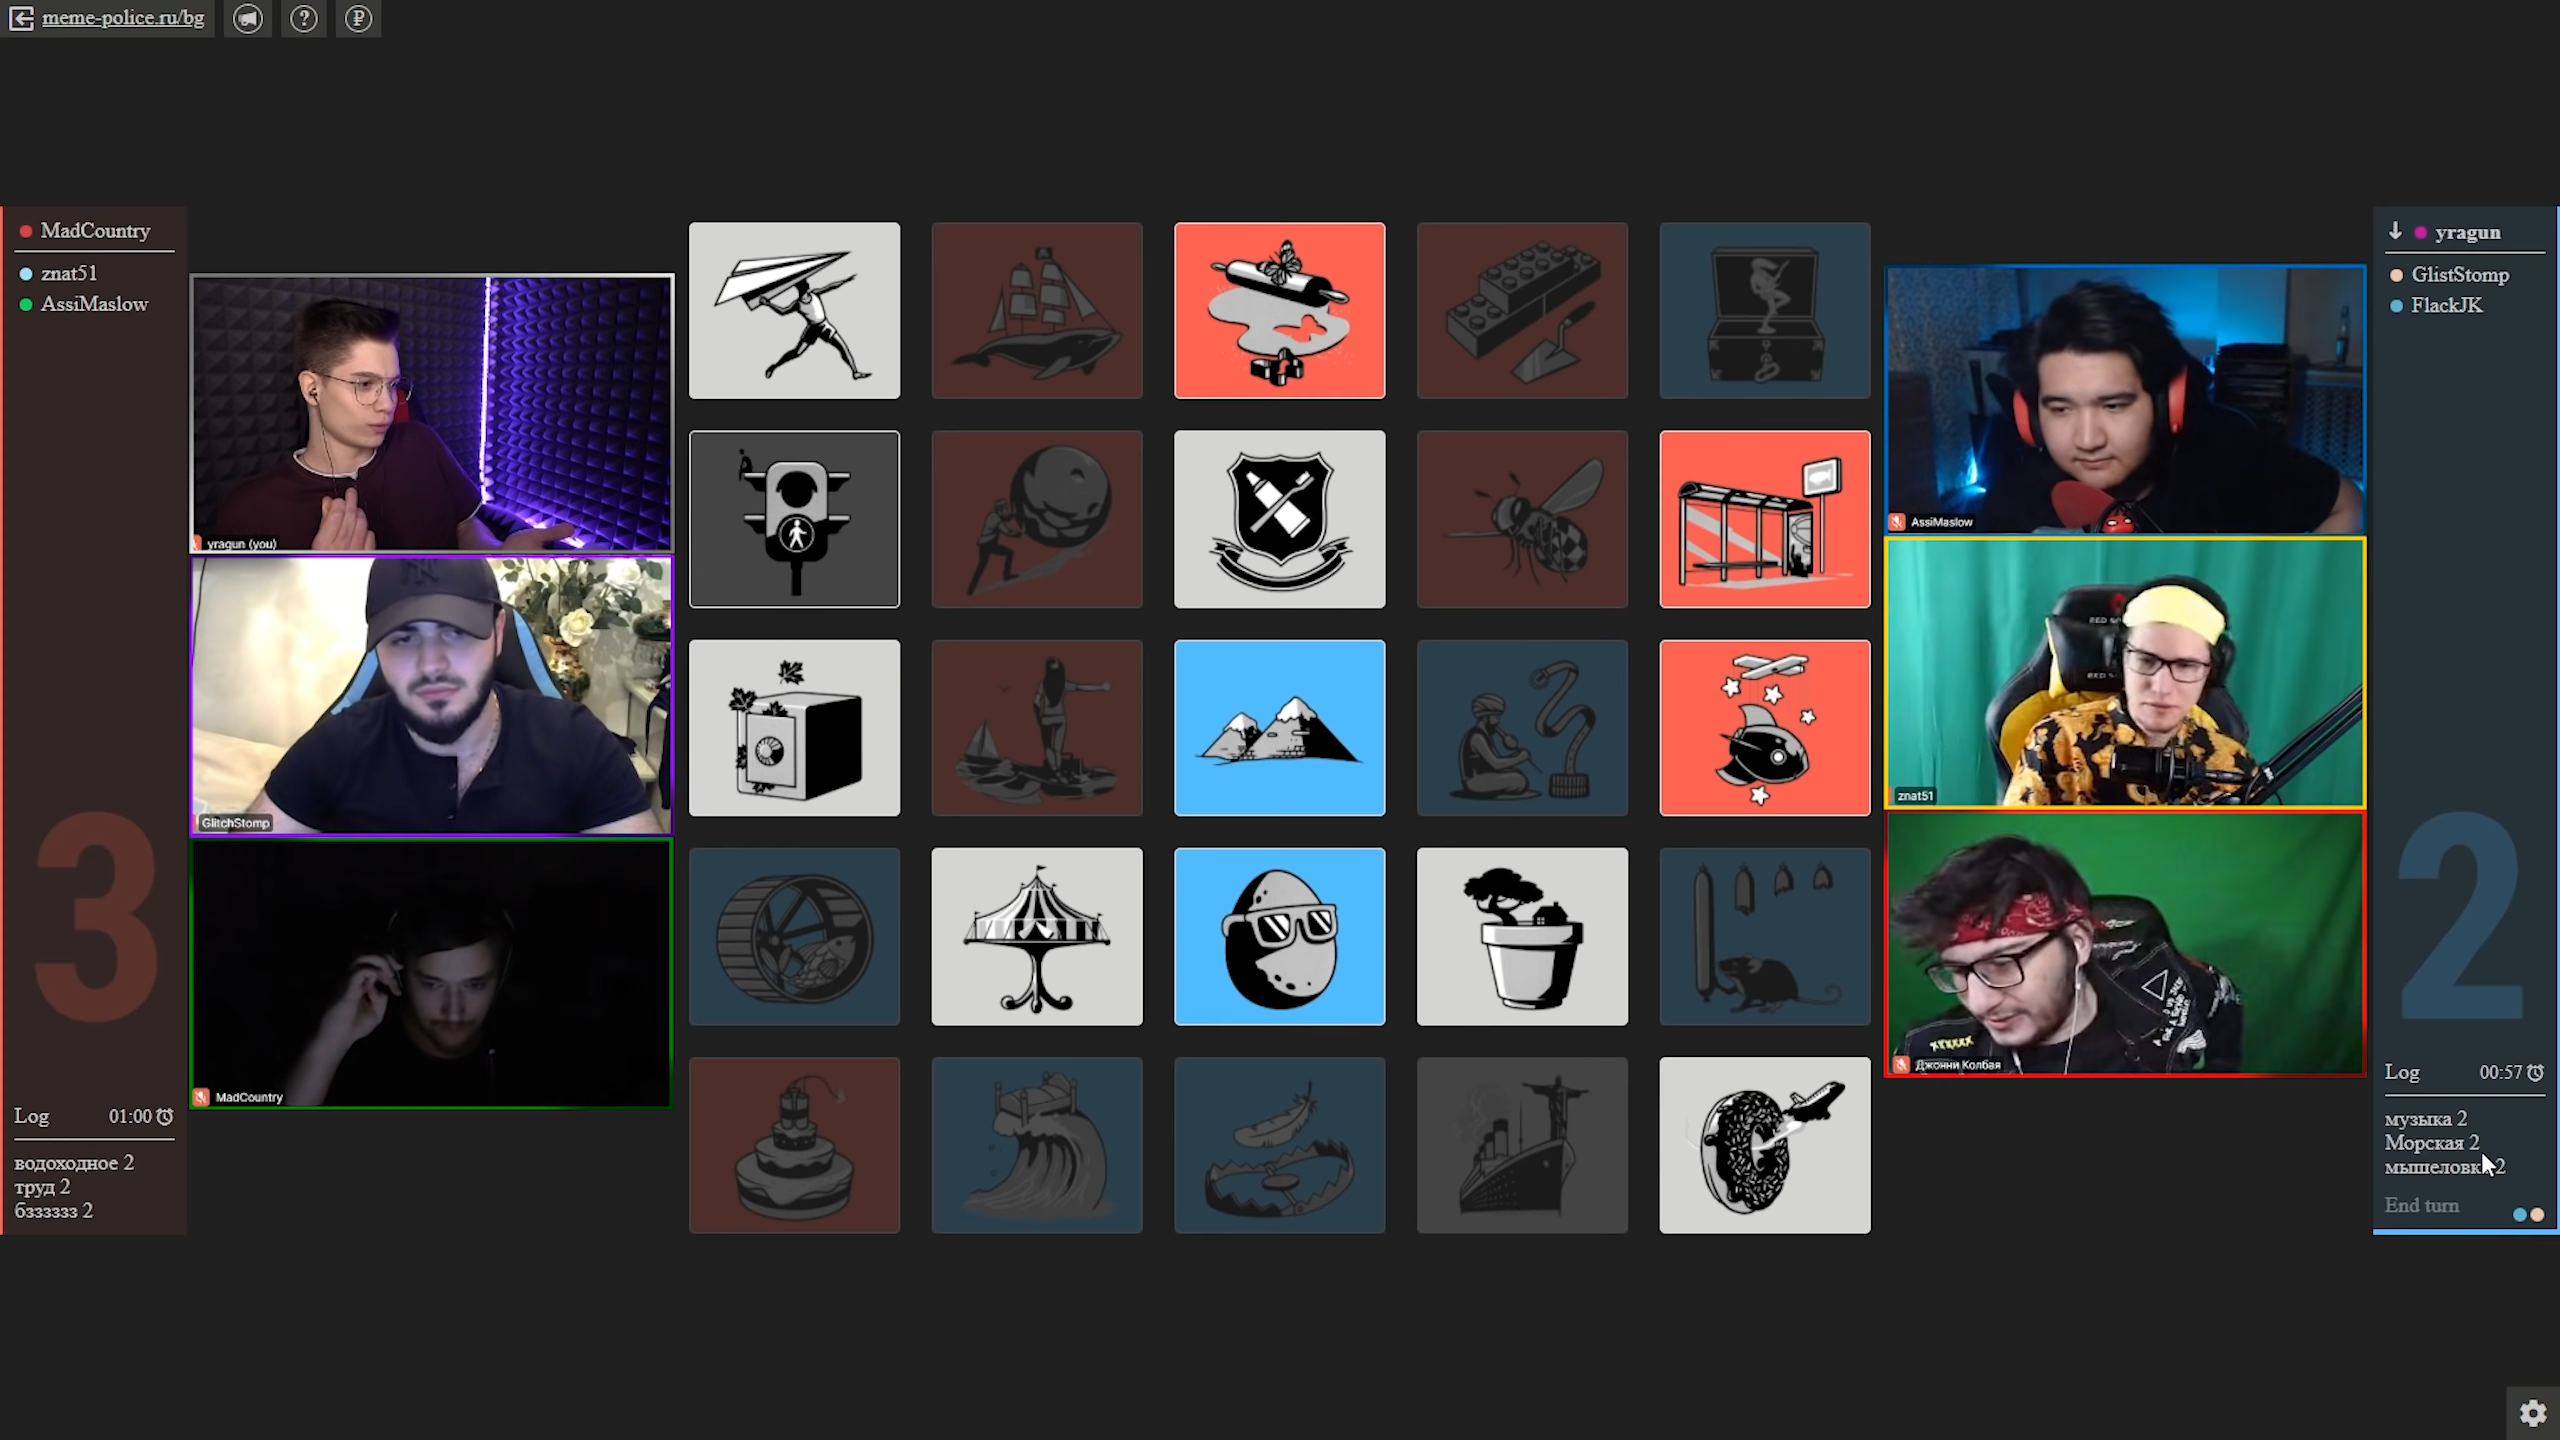 meme-police.ru/bg
MadCountry
znat51
AssiMaslow
3
Log 01:00
водоходное 2
труд 2
бззззззз 2
yragun (you)
GlitchStomp
MadCountry
AssiMaslow
znat51
Джонни Колбая
yragun
GlistStomp
FlackJK
2
Log 00:57
музыка 2
Морская 2
End turn